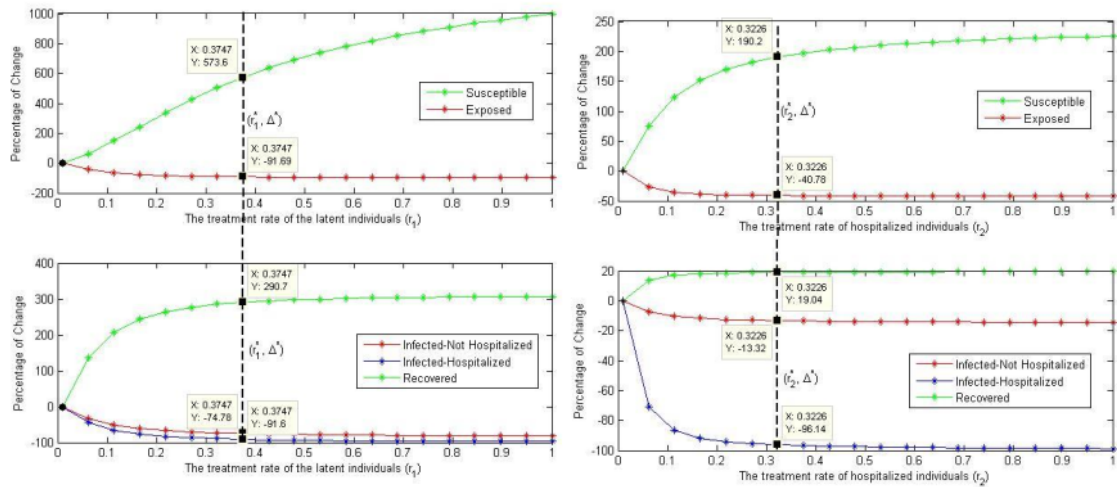 1000
800
600
400
200
0
-200
Percentage of Change
X: 0.3747
Y: 573.6
Susceptible
Exposed
(r*1, Δ*)
X: 0.3747
Y: -91.69
0 0.1 0.2 0.3 0.4 0.5 0.6 0.7 0.8 0.9 1
The treatment rate of the latent individuals (r1)
250
200
150
100
50
0
-50
Percentage of Change
X: 0.3226
Y: 190.2
Susceptible
Exposed
(r*2, Δ*)
X: 0.3226
Y: -40.78
0 0.1 0.2 0.3 0.4 0.5 0.6 0.7 0.8 0.9 1
The treatment rate of hospitalized individuals (r2)
400
300
200
100
0
-100
Percentage of Change
X: 0.3747
Y: 290.7
(r*1, Δ*)
Infected-Not Hospitalized
Infected-Hospitalized
Recovered
X: 0.3747
Y: -74.78
X: 0.3747
Y: -91.6
0 0.1 0.2 0.3 0.4 0.5 0.6 0.7 0.8 0.9 1
The treatment rate of the latent individuals (r1)
20
0
-20
-40
-60
-80
-100
Percentage of Change
X: 0.3226
Y: 19.04
X: 0.3226
Y: -13.32
(r*2, Δ*)
Infected-Not Hospitalized
Infected-Hospitalized
Recovered
X: 0.3226
Y: -96.14
0 0.1 0.2 0.3 0.4 0.5 0.6 0.7 0.8 0.9 1
The treatment rate of hospitalized individuals (r2)